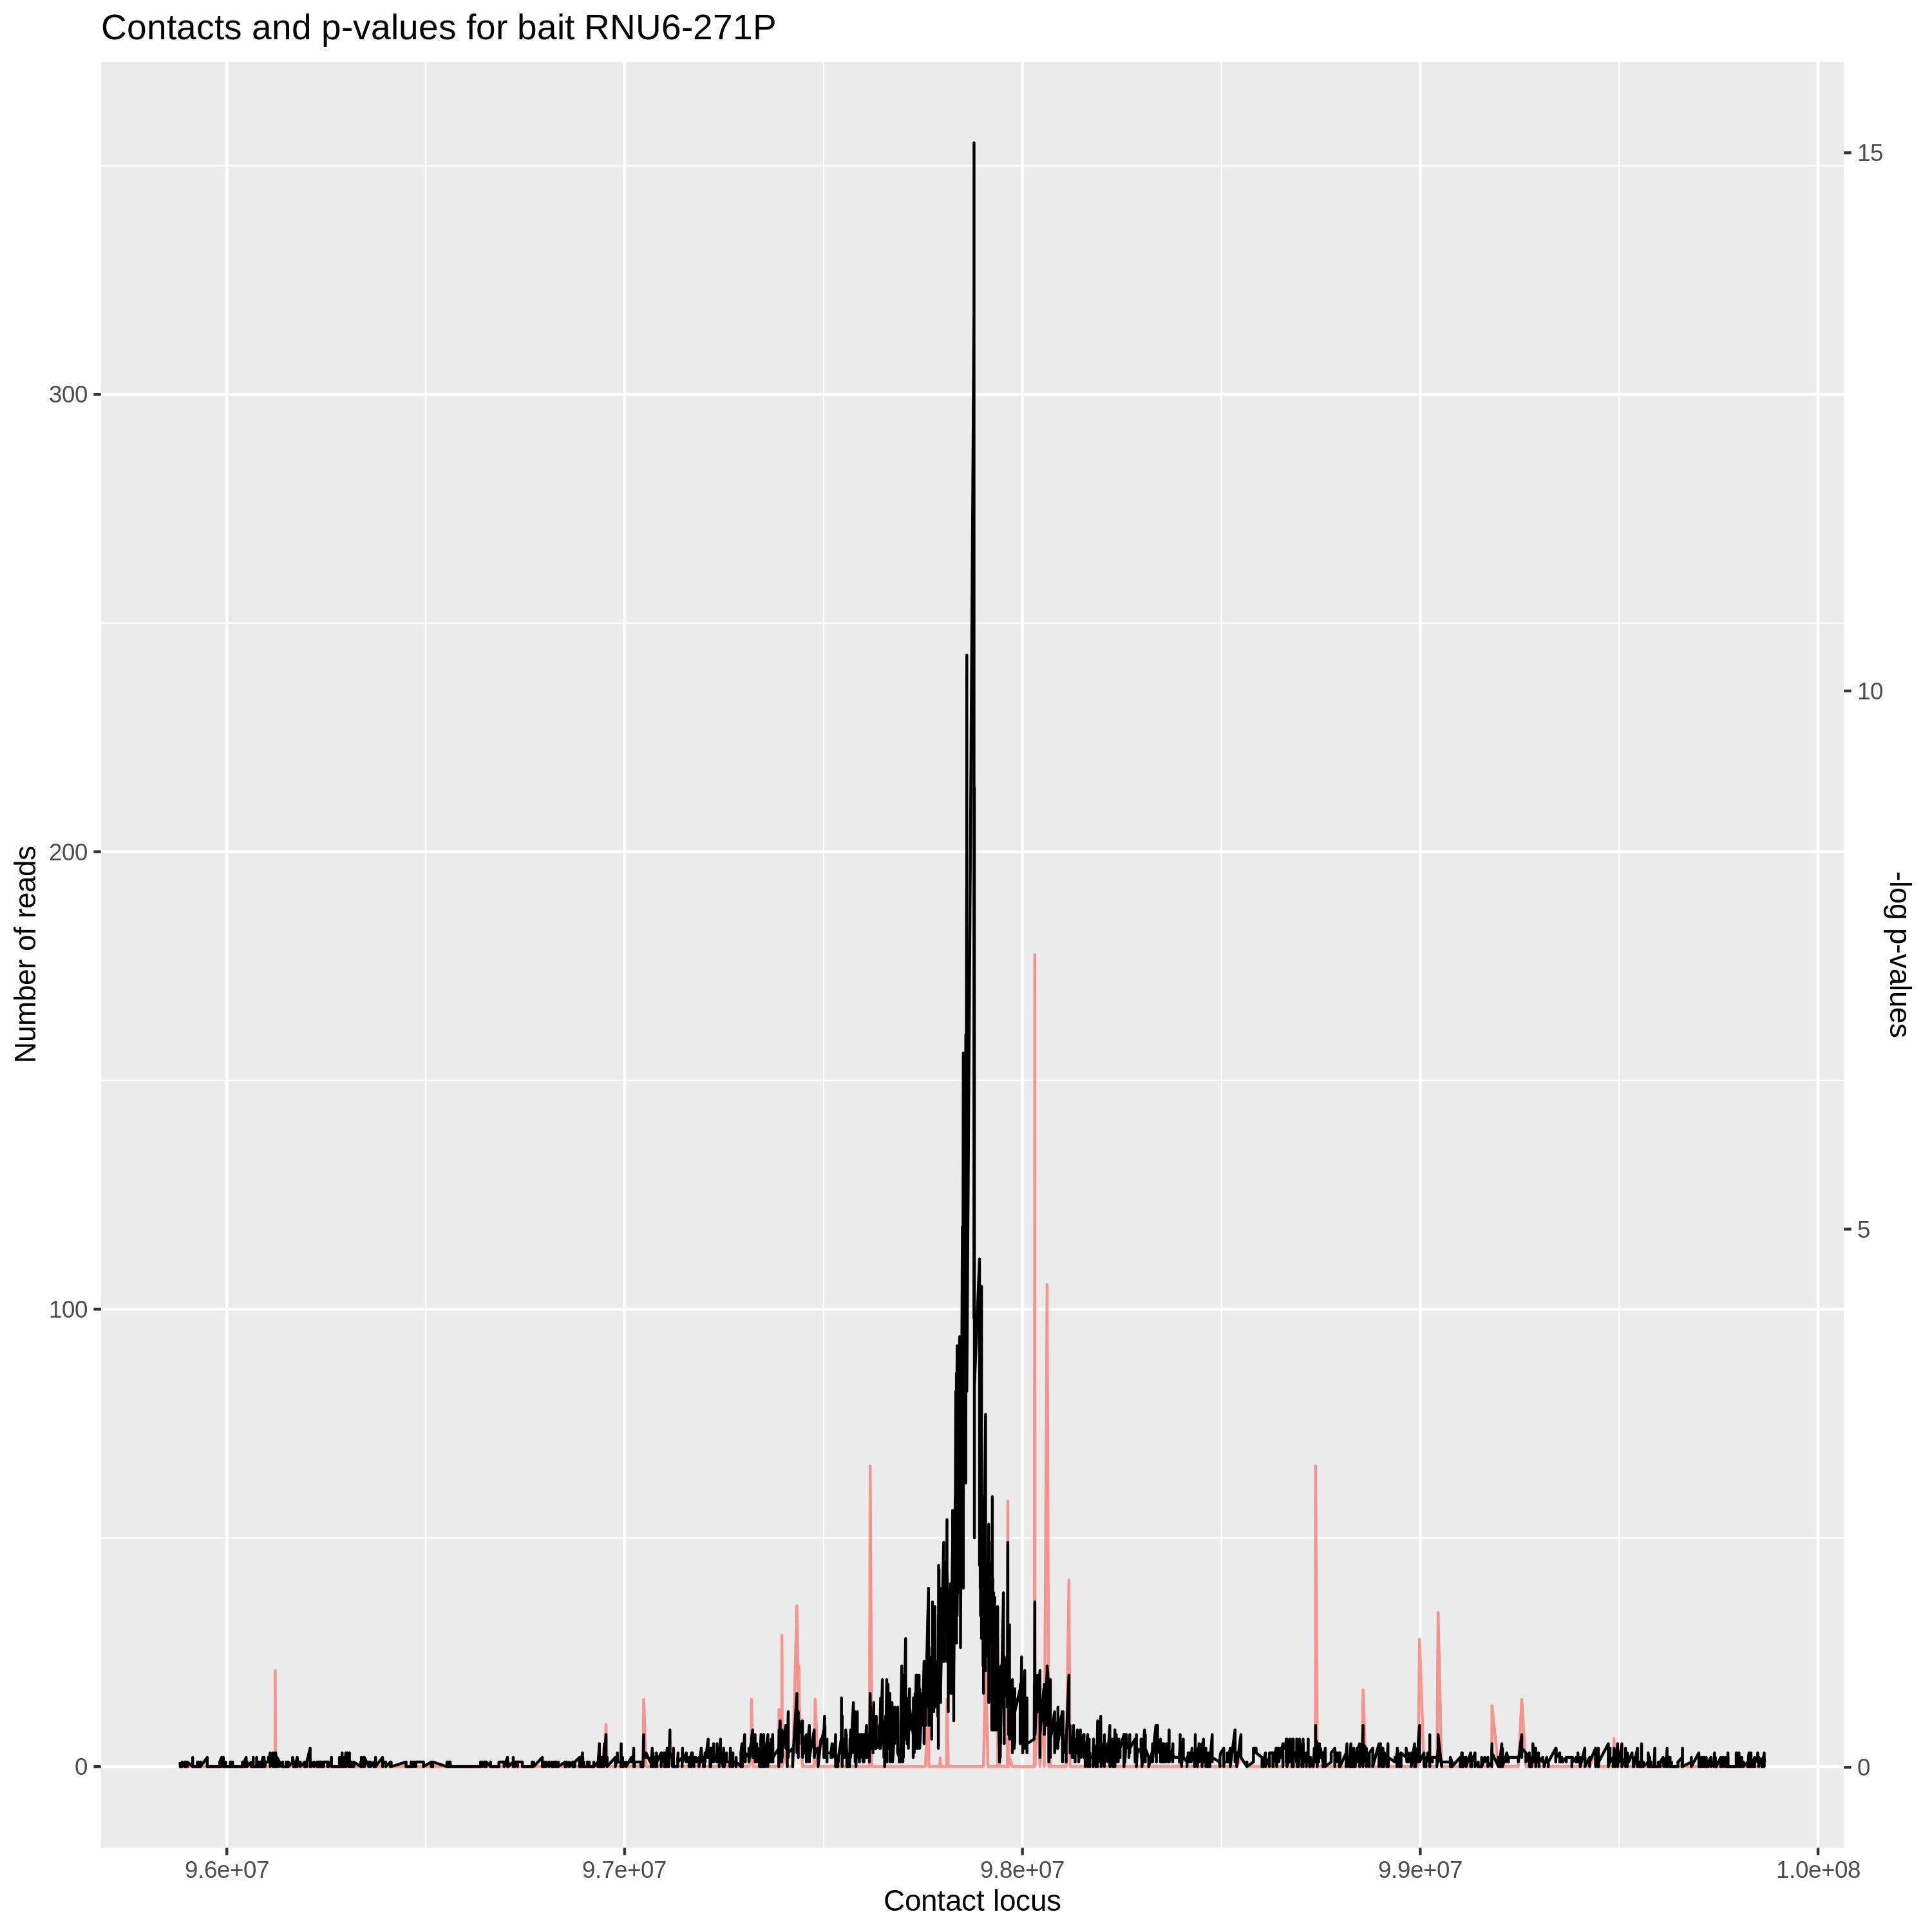 Contacts and p-values for bait RNU6-271P
300
200
100
0
Number of reads
15
10
5
0
-log p-values
9.6e+07
9.7e+07
9.8e+07
9.9e+07
1.0e+08
Contact locus